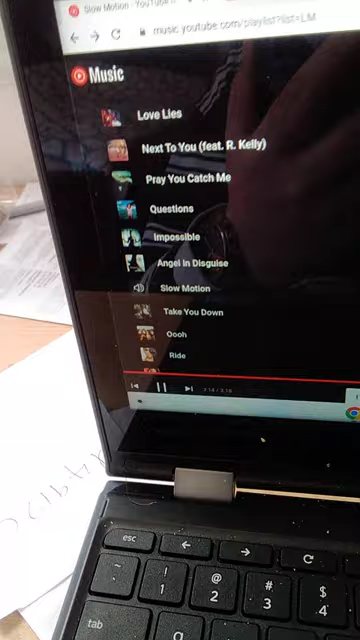 Slow Motion - YouTube
music.youtube.com/playlist?list=LM
Music
Love Lies
Next To You (feat. R. Kelly)
Pray You Catch Me
Questions
Impossible
Angel In Disguise
Slow Motion
Take You Down
Oooh
Ride
esc
~
!
1
@
2
#
3
$
4
tab
Q